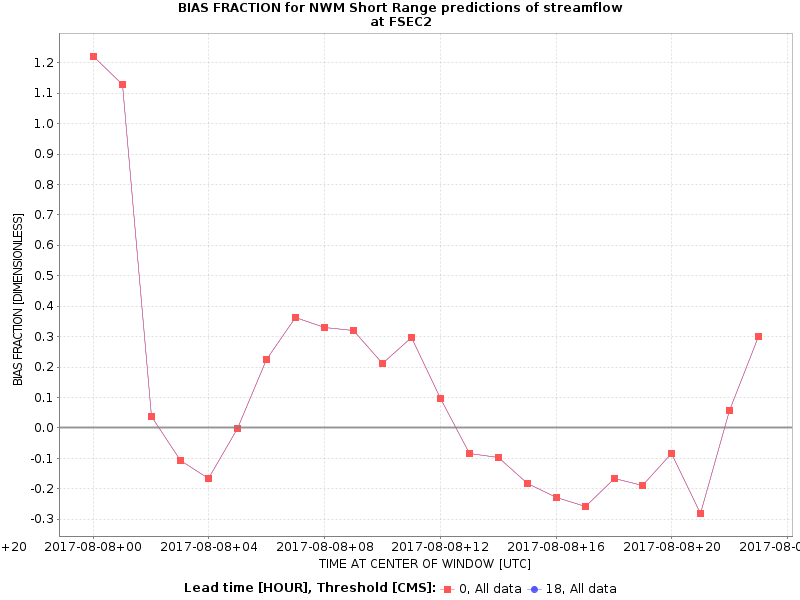 BIAS FRACTION for NWM Short Range predictions of streamflow
at FSEC2
BIAS FRACTION [DIMENSIONLESS]
1.2
1.1
1.0
0.9
0.8
0.7
0.6
0.5
0.4
0.3
0.2
0.1
0.0
-0.1
-0.2
-0.3
+20 2017-08-08+00 2017-08-08+04 2017-08-08+08 2017-08-08+12 2017-08-08+16 2017-08-08+20 2017-08-0
TIME AT CENTER OF WINDOW [UTC]
Lead time [HOUR], Threshold [CMS]: 0, All data 18, All data